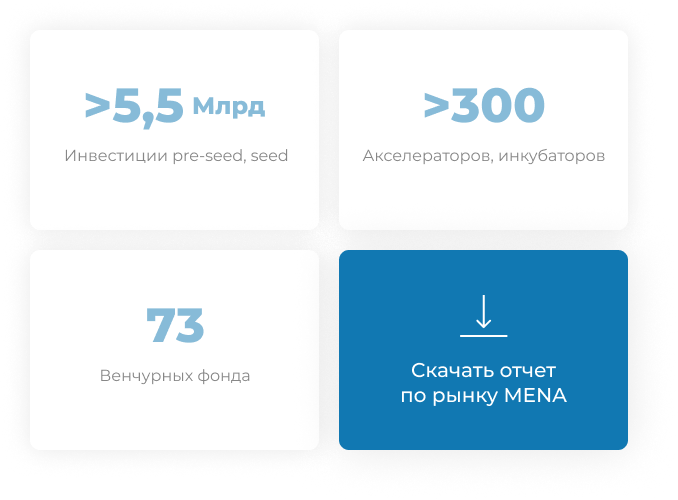 >5,5 Млрд
Инвестиции pre-seed, seed
>300
Акселераторов, инкубаторов
73
Венчурных фонда
Скачать отчет
по рынку MENA